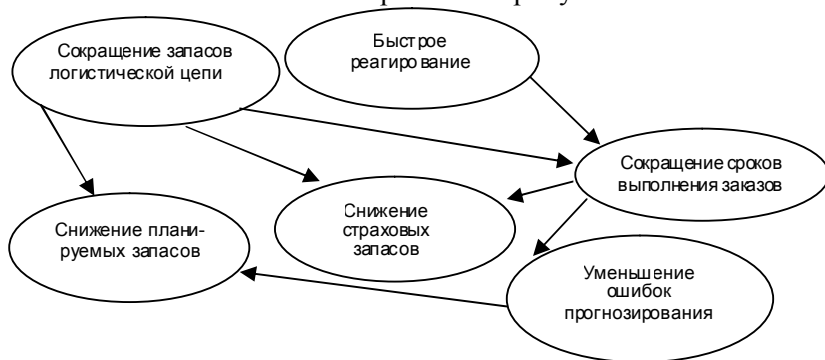 Сокращение запасов
логистической цепи
Быстрое
реагирование
Сокращение сроков
выполнения заказов
Снижение плани-
руемых запасов
Снижение
страховых
запасов
Уменьшение
ошибок
прогнозирования